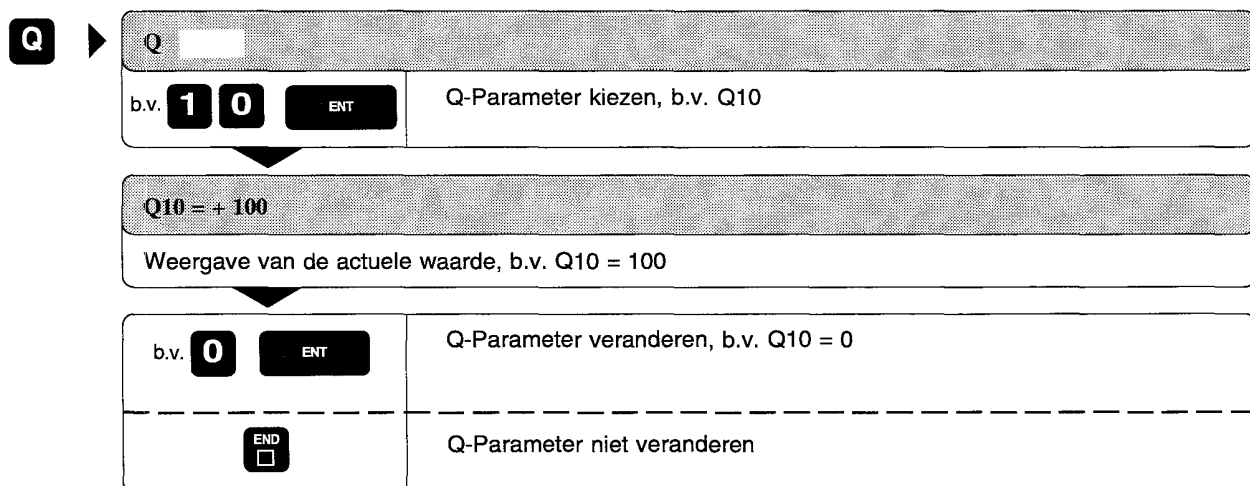 Q Q
b.v. 1 0 ENT Q-Parameter kiezen, b.v. Q10
Q10 = + 100
Weergave van de actuele waarde, b.v. Q10 = 100
b.v. 0 ENT Q-Parameter veranderen, b.v. Q10 = 0
END Q-Parameter niet veranderen